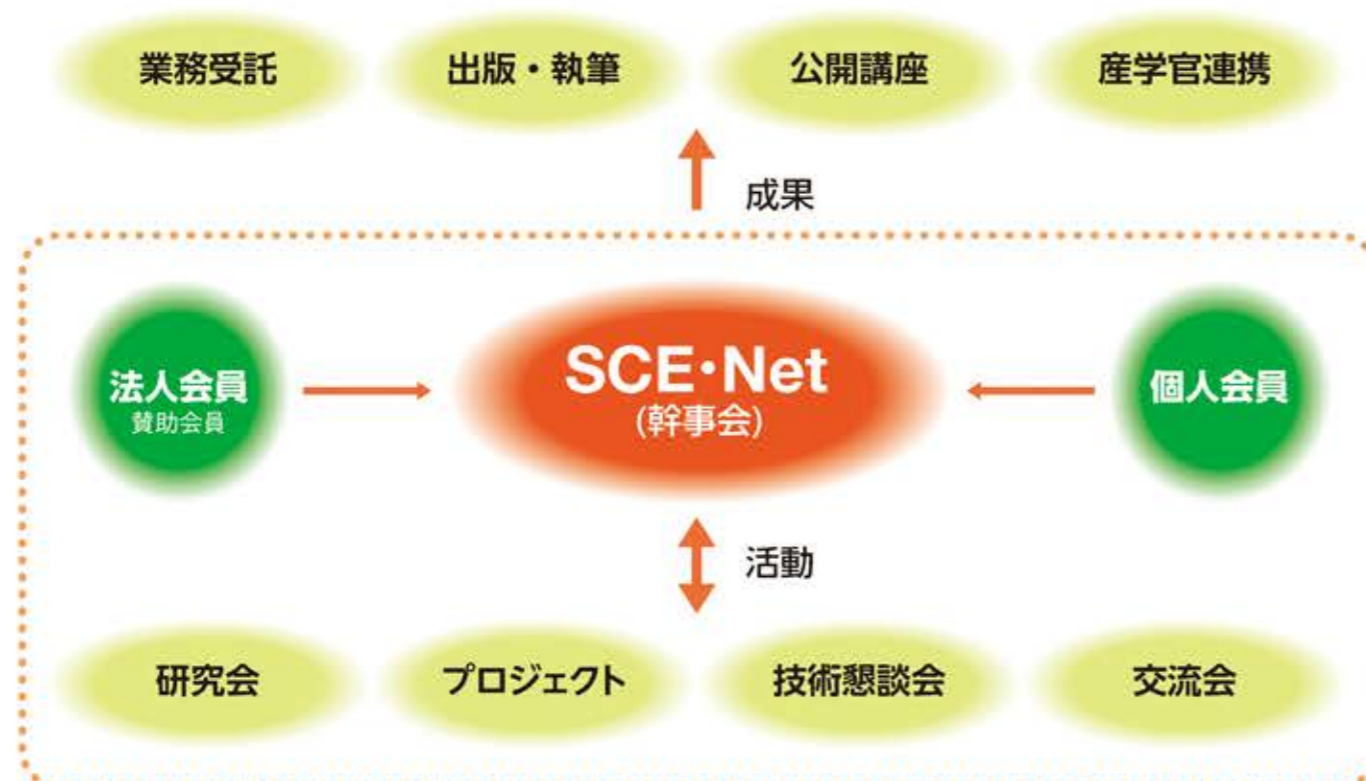 業務受託
出版・執筆
公開講座
産学官連携
成果
法人会員
賛助会員
SCE・Net
(幹事会)
個人会員
活動
研究会
プロジェクト
技術懇談会
交流会